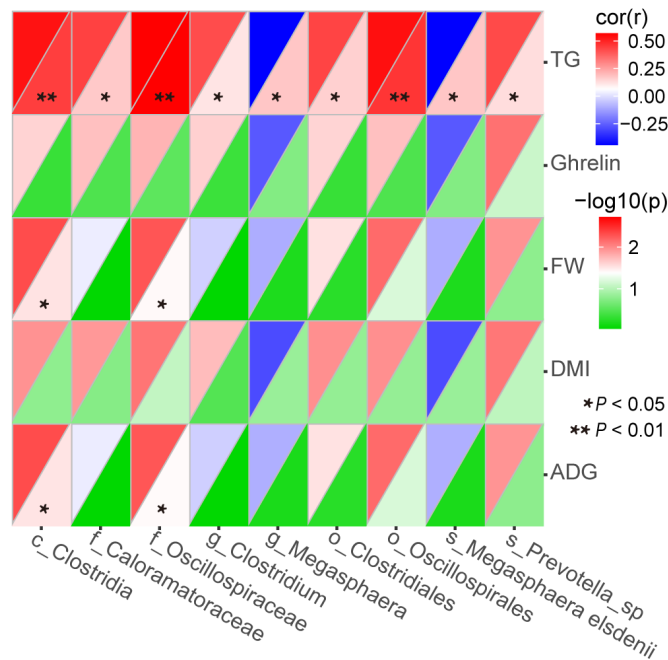 cor(r)
0.50
0.25
0.00
−0.25
TG
** * ** * * * ** * *
Ghrelin
−log10(p)
2
1
FW
* *
DMI
* P < 0.05
** P < 0.01
ADG
* *
c_Clostridia
f_Caloramatoraceae
f_Oscillospiraceae
g_Clostridium
g_Megasphaera
o_Clostridiales
o_Oscillospirales
s_Megasphaera elsdenii
s_Prevotella_sp